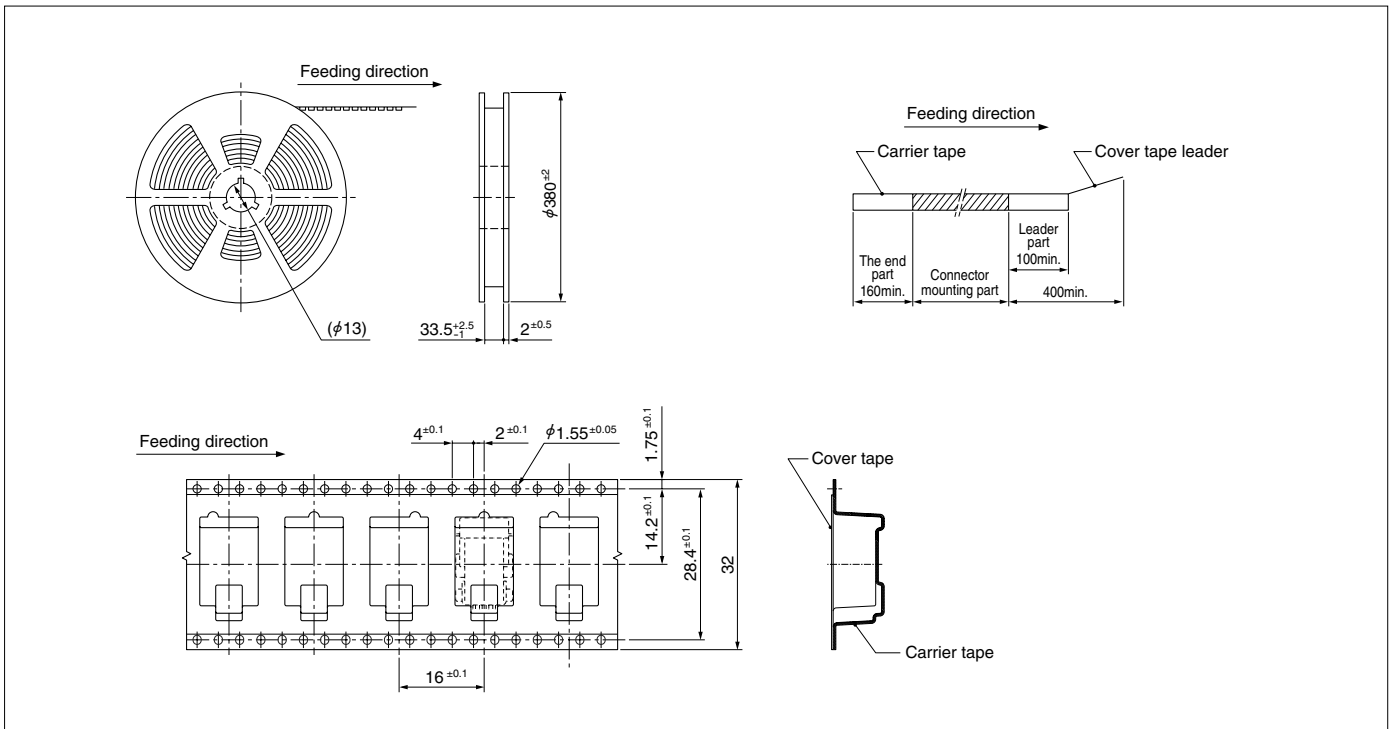 Feeding direction
φ380±2
(φ13)
33.5+2.5-1
2±0.5
Feeding direction
Carrier tape
Cover tape leader
Leader
part
100min.
The end
part
160min.
Connector
mounting part
400min.
Feeding direction
4±0.1
2±0.1
φ1.55±0.05
1.75±0.1
14.2±0.1
28.4±0.1
32
16±0.1
Cover tape
Carrier tape